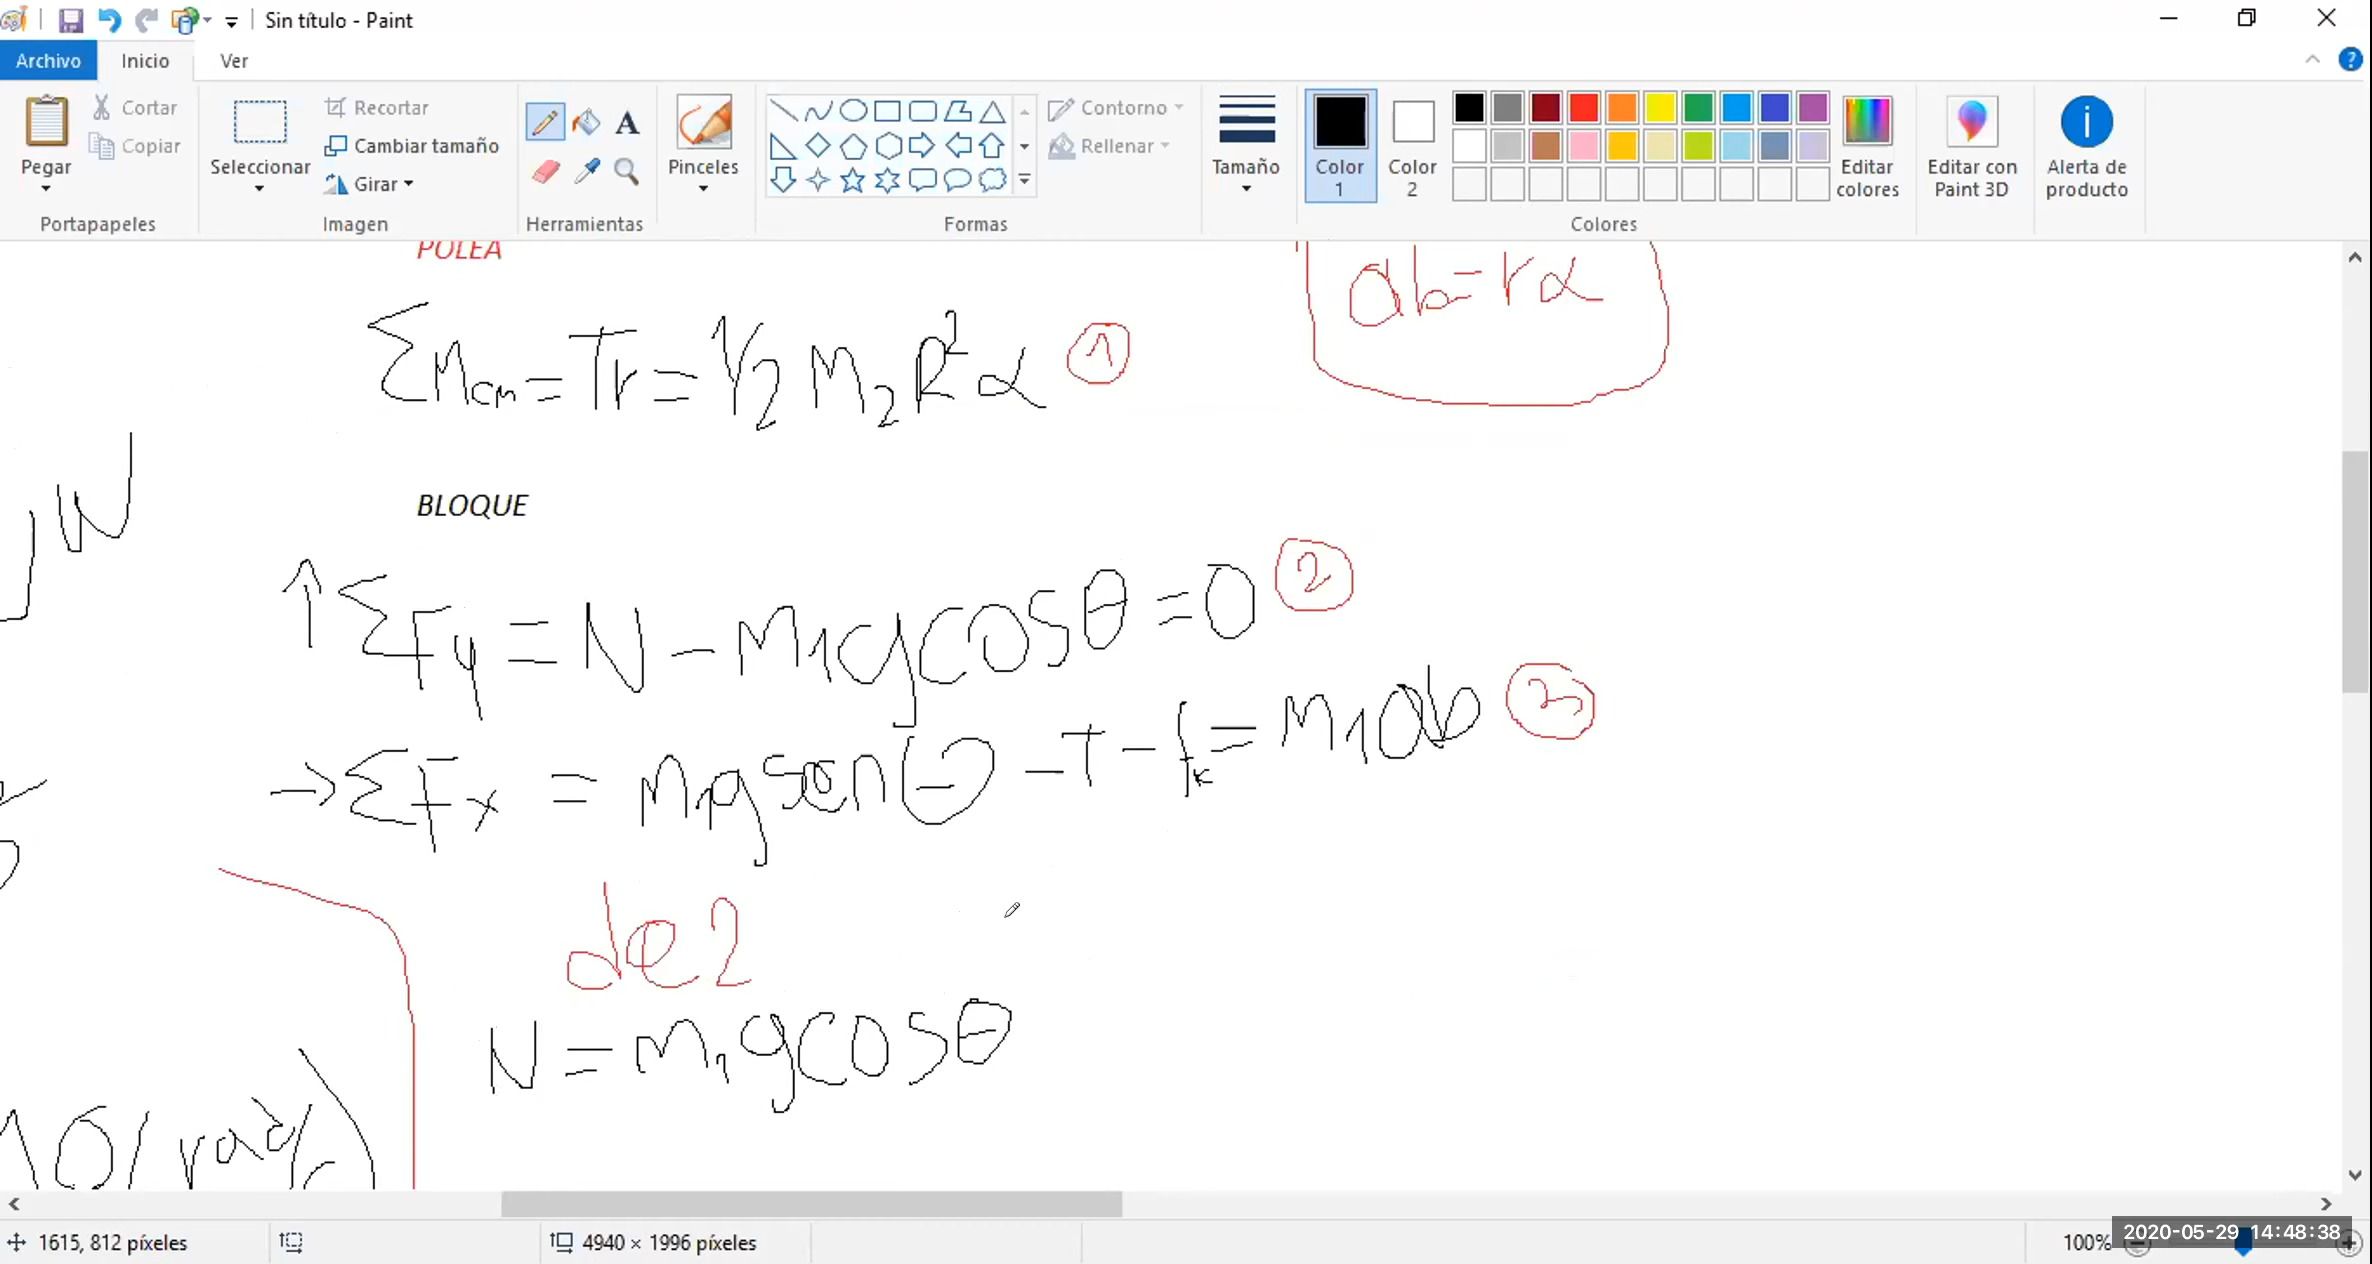 Sin título - Paint
Archivo Inicio Ver
Pegar
Cortar
Copiar
Portapapeles
Seleccionar
Recortar
Cambiar tamaño
Girar
Imagen
Herramientas
Pinceles
Formas
Contorno
Rellenar
Tamaño
Color 1
Color 2
Editar colores
Colores
Editar con Paint 3D
Alerta de producto
POLEA
ab=rα
ΣMcm = Tr = 1/2 M2R²α 1
N
BLOQUE
↑ΣFy = N - M1gcosθ = 0 2
→ΣFx = M1gsenθ - T - fk = M1ab 3
de 2
N = m1gcosθ
rad/
1615, 812 píxeles
4940 × 1996 píxeles
100%
2020-05-29 14:48:38